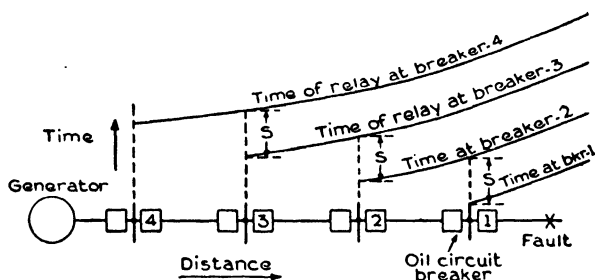 Time of relay at breaker-4
Time of relay at breaker-3
Time at breaker-2
Time at bkr-1
Time
S
S
S
Generator
4
3
2
1
Fault
Oil circuit
breaker
Distance